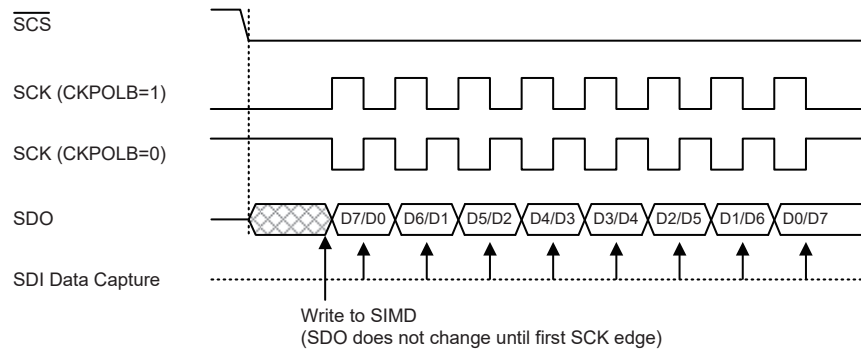 SCS
SCK (CKPOLB=1)
SCK (CKPOLB=0)
SDO
D7/D0 D6/D1 D5/D2 D4/D3 D3/D4 D2/D5 D1/D6 D0/D7
SDI Data Capture
Write to SIMD
(SDO does not change until first SCK edge)